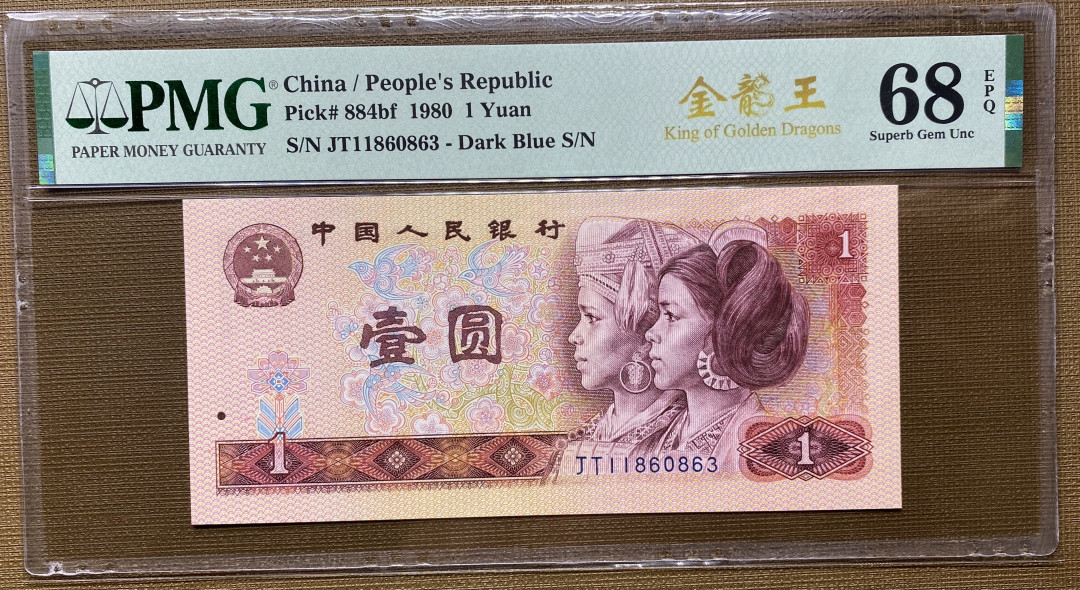 PMG®
PAPER MONEY GUARANTY
China / People's Republic
Pick# 884bf 1980 1 Yuan
S/N JT11860863 - Dark Blue S/N
金龍王
King of Golden Dragons
68
EPQ
Superb Gem Unc
中国人民银行
1
壹圆
1
JT11860863
1